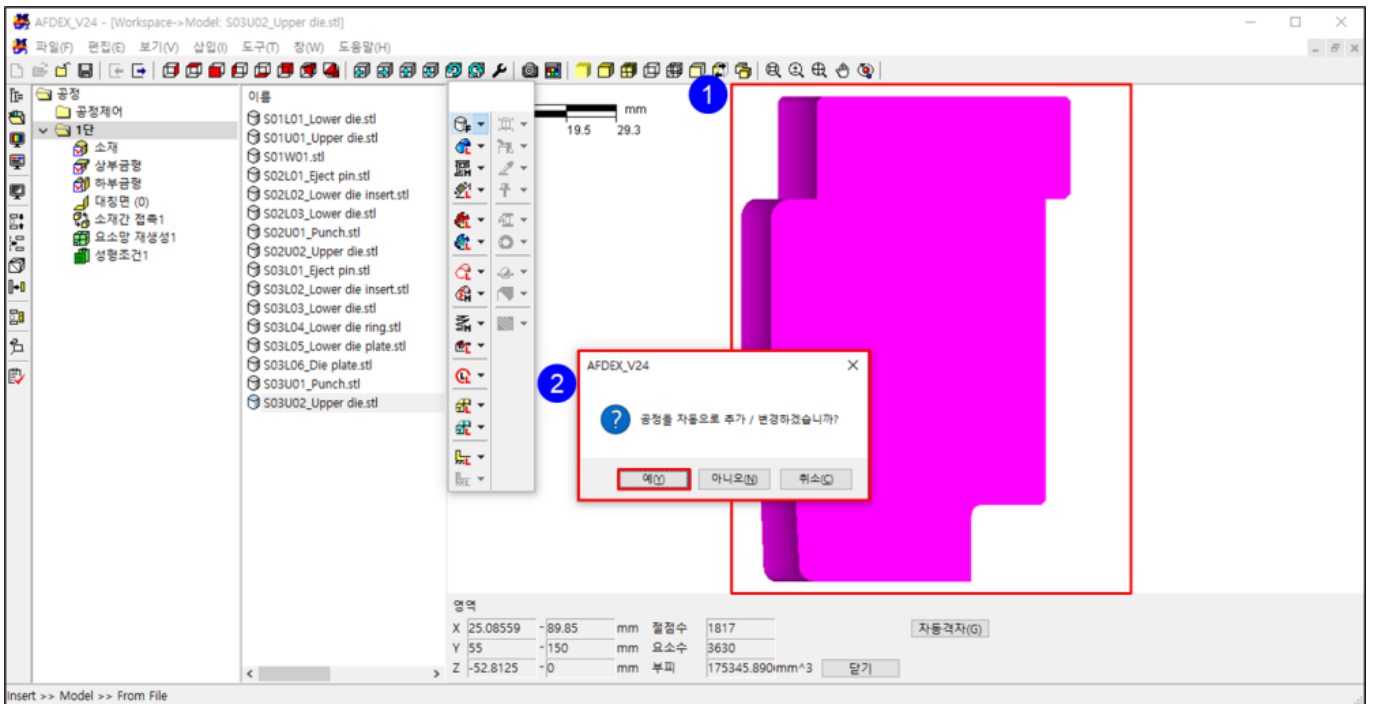 AFDEX_V24 - [Workspace->Model: S03U02_Upper die.stl]
파일(F) 편집(E) 보기(V) 삽입(I) 도구(T) 창(W) 도움말(H)
공정
공정제어
1단
소재
상부금형
하부금형
대칭면 (0)
소재간 접촉1
요소망 재생성1
성형조건1
이름
S01L01_Lower die.stl
S01U01_Upper die.stl
S01W01.stl
S02L01_Eject pin.stl
S02L02_Lower die insert.stl
S02L03_Lower die.stl
S02U01_Punch.stl
S02U02_Upper die.stl
S03L01_Eject pin.stl
S03L02_Lower die insert.stl
S03L03_Lower die.stl
S03L04_Lower die ring.stl
S03L05_Lower die plate.stl
S03L06_Die plate.stl
S03U01_Punch.stl
S03U02_Upper die.stl
mm
19.5 29.3
1
2
AFDEX_V24
공정을 자동으로 추가 / 변경하겠습니까?
예(Y) 아니오(N) 취소(C)
영역
X 25.08559 - 89.85 mm 절점수 1817 자동격자(G)
Y 55 - 150 mm 요소수 3630
Z -52.8125 - 0 mm 부피 175345.890 mm^3 닫기
Insert >> Model >> From File